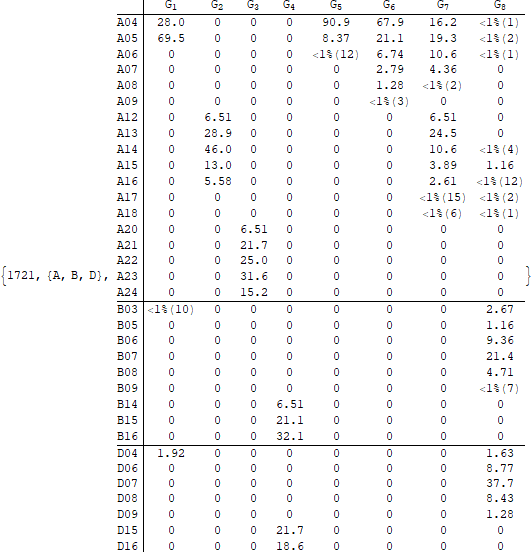 G1 G2 G3 G4 G5 G6 G7 G8
A04 28.0 0 0 0 90.9 67.9 16.2 <1%(1)
A05 69.5 0 0 0 8.37 21.1 19.3 <1%(2)
A06 0 0 0 0 <1%(12) 6.74 10.6 <1%(1)
A07 0 0 0 0 0 2.79 4.36 0
A08 0 0 0 0 0 1.28 <1%(2) 0
A09 0 0 0 0 0 <1%(3) 0 0
A12 0 6.51 0 0 0 0 6.51 0
A13 0 28.9 0 0 0 0 24.5 0
A14 0 46.0 0 0 0 0 10.6 <1%(4)
A15 0 13.0 0 0 0 0 3.89 1.16
A16 0 5.58 0 0 0 0 2.61 <1%(12)
A17 0 0 0 0 0 0 <1%(15) <1%(2)
A18 0 0 0 0 0 0 <1%(6) <1%(1)
A20 0 0 6.51 0 0 0 0 0
A21 0 0 21.7 0 0 0 0 0
A22 0 0 25.0 0 0 0 0 0
{1721, {A, B, D}, A23 0 0 31.6 0 0 0 0 0 }
A24 0 0 15.2 0 0 0 0 0
B03 <1%(10) 0 0 0 0 0 0 2.67
B05 0 0 0 0 0 0 0 1.16
B06 0 0 0 0 0 0 0 9.36
B07 0 0 0 0 0 0 0 21.4
B08 0 0 0 0 0 0 0 4.71
B09 0 0 0 0 0 0 0 <1%(7)
B14 0 0 0 6.51 0 0 0 0
B15 0 0 0 21.1 0 0 0 0
B16 0 0 0 32.1 0 0 0 0
D04 1.92 0 0 0 0 0 0 1.63
D06 0 0 0 0 0 0 0 8.77
D07 0 0 0 0 0 0 0 37.7
D08 0 0 0 0 0 0 0 8.43
D09 0 0 0 0 0 0 0 1.28
D15 0 0 0 21.7 0 0 0 0
D16 0 0 0 18.6 0 0 0 0